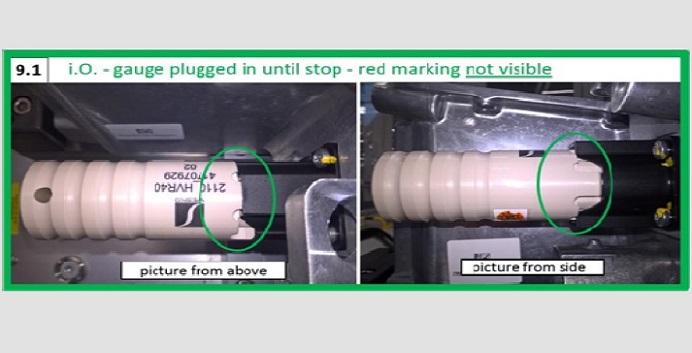 9.1 i.O. - gauge plugged in until stop - red marking not visible
2110 HVR40
02
picture from above
picture from side